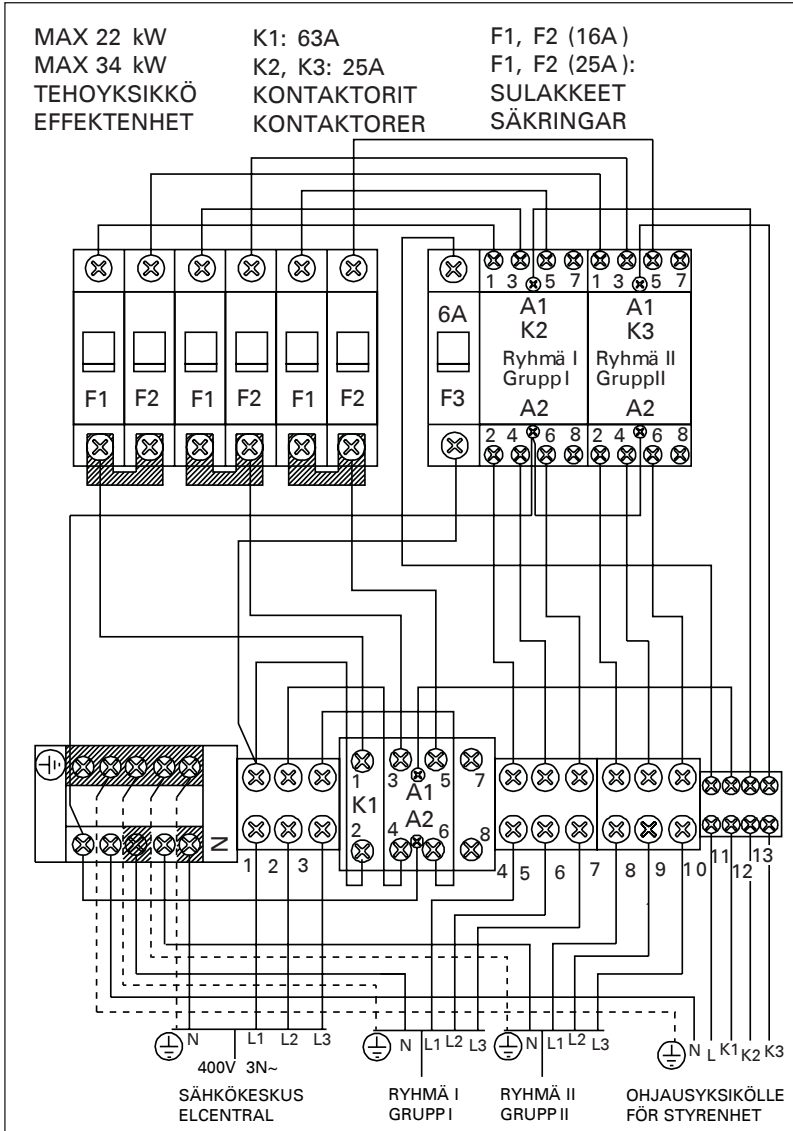 MAX 22 kW K1: 63A F1, F2 (16A)
MAX 34 kW K2, K3: 25A F1, F2 (25A):
TEHOYKSIKKÖ KONTAKTORIT SULAKKEET
EFFEKTENHET KONTAKTORER SÄKRINGAR
1 3 5 7 1 3 5 7
6A A1 A1
K2 K3
Ryhmä I Ryhmä II
Grupp I Grupp II
F1 F2 F1 F2 F1 F2 F3
A2 A2
2 4 6 8 2 4 6 8
1 3 5 7
K1 A1
A2
N 2 4 6 8
1 2 3 4 5 6 7 8 9 10 11 12 13
N L1 L2 L3 N L1 L2 L3 N L1 L2 L3 N L K1 K2 K3
400V 3N~
SÄHKÖKESKUS RYHMÄ I RYHMÄ II OHJAUSYKSIKÖLLE
ELCENTRAL GRUPP I GRUPP II FÖR STYRENHET